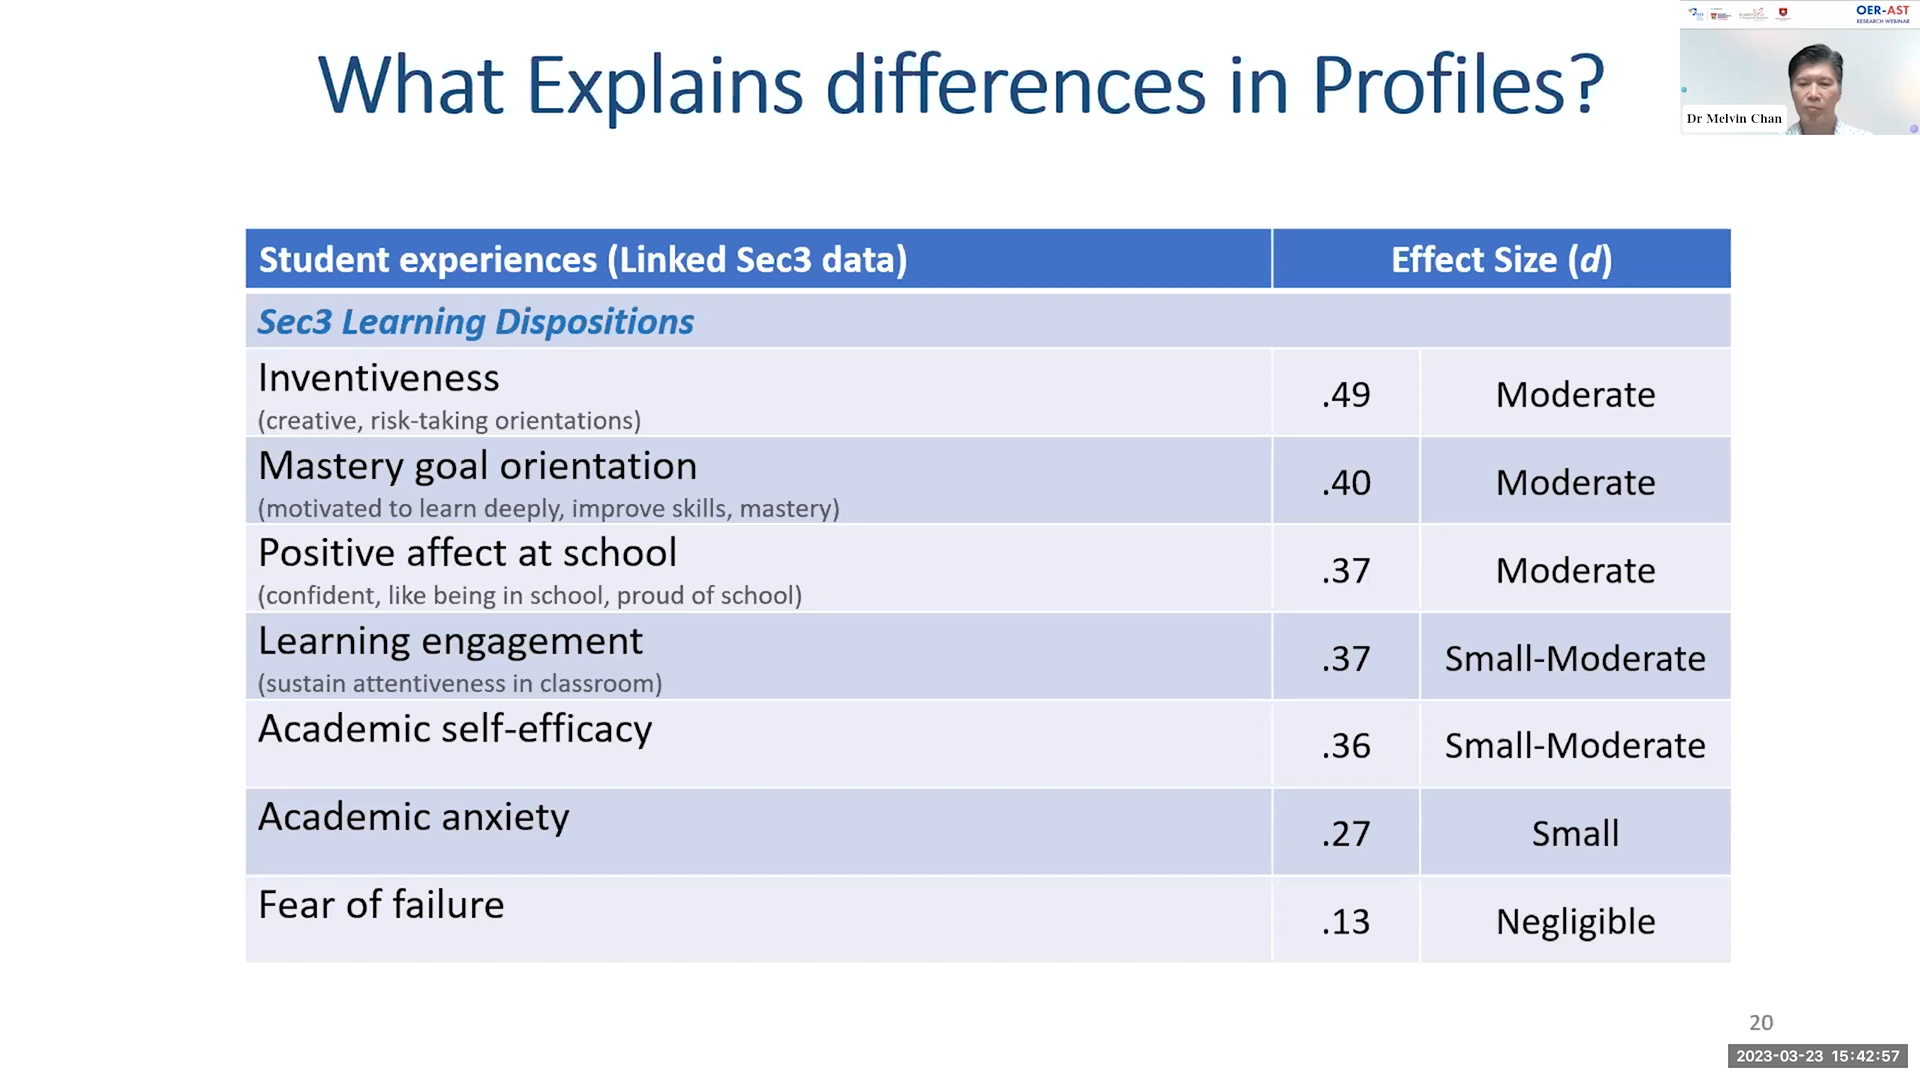 OER-AST
RESEARCH WEBINAR
What Explains differences in Profiles?
Dr Melvin Chan
Student experiences (Linked Sec3 data) Effect Size (d)
Sec3 Learning Dispositions
Inventiveness .49 Moderate
(creative, risk-taking orientations)
Mastery goal orientation .40 Moderate
(motivated to learn deeply, improve skills, mastery)
Positive affect at school .37 Moderate
(confident, like being in school, proud of school)
Learning engagement .37 Small-Moderate
(sustain attentiveness in classroom)
Academic self-efficacy .36 Small-Moderate
Academic anxiety .27 Small
Fear of failure .13 Negligible
20
2023-03-23 15:42:57